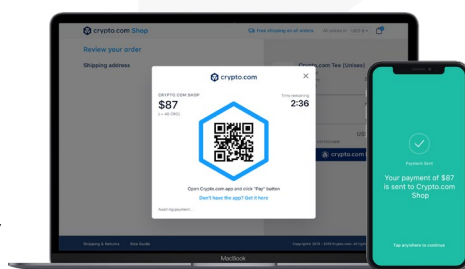 crypto.com Shop
Free shipping on all orders
Review your order
Shipping address
crypto.com
CRYPTO.COM SHOP
Time remaining
$87
2:36
Open Crypto.com app and click "Pay" button
Don't have the app? Get it here
Awaiting payment...
Crypto.com Tee (Unisex)
USD
crypto.com
Payment Sent
Your payment of $87
is sent to Crypto.com
Shop
Tap anywhere to continue
Shipping & Returns
Size Guide
MacBook